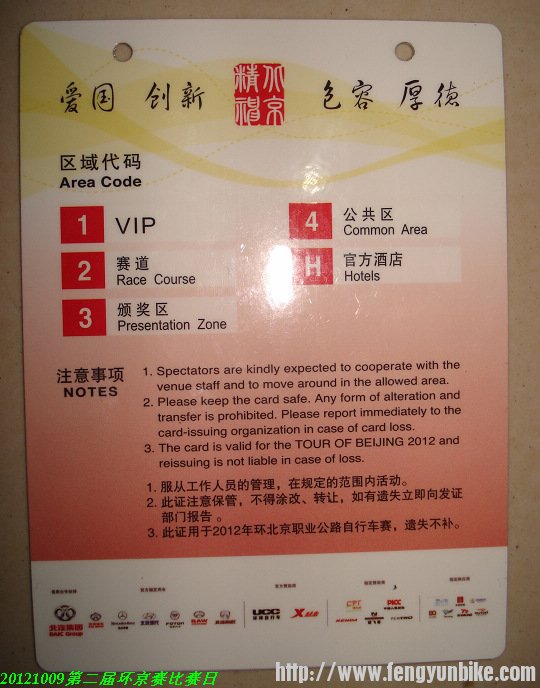 爱国 创新 北京精神 包容 厚德
区域代码
Area Code
1 VIP
2 赛道
Race Course
3 颁奖区
Presentation Zone
4 公共区
Common Area
H 官方酒店
Hotels
注意事项
NOTES
1. Spectators are kindly expected to cooperate with the
venue staff and to move around in the allowed area.
2. Please keep the card safe. Any form of alteration and
transfer is prohibited. Please report immediately to the
card-issuing organization in case of card loss.
3. The card is valid for the TOUR OF BEIJING 2012 and
reissuing is not liable in case of loss.
1. 服从工作人员的管理，在规定的范围内活动。
2. 此证注意保管，不得涂改、转让，如有遗失立即向发证
部门报告 。
3. 此证用于2012年环北京职业公路自行车赛，遗失不补。
北汽集团
BAIC Group
UCC
PICC
KENDA
20121009第二届环京赛比赛日
http://www.fengyunbike.com